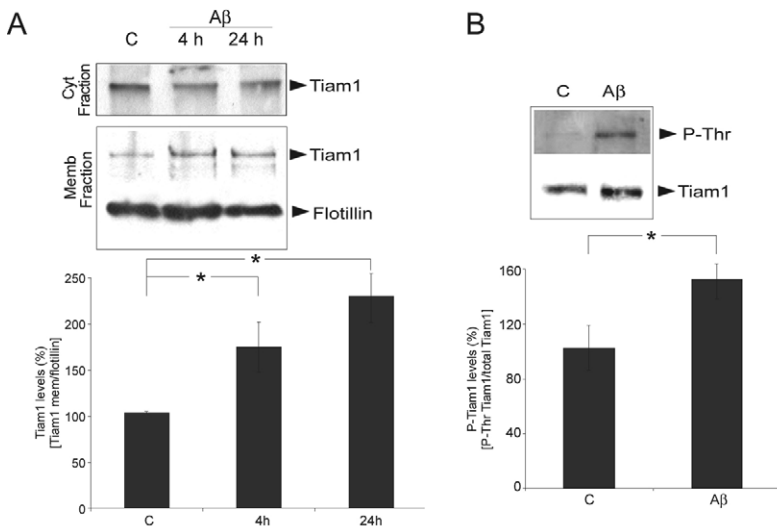 A
Aβ
C 4 h 24 h
Cyt Fraction
Tiam1
Memb Fraction
Tiam1
Flotillin
*
*
Tiam1 levels (%)
[Tiam1 mem/flotillin]
250
200
150
100
50
0
C 4h 24h
B
C Aβ
P-Thr
Tiam1
*
P-Tiam1 levels (%)
[P-Thr Tiam1/total Tiam1]
160
120
80
40
0
C Aβ